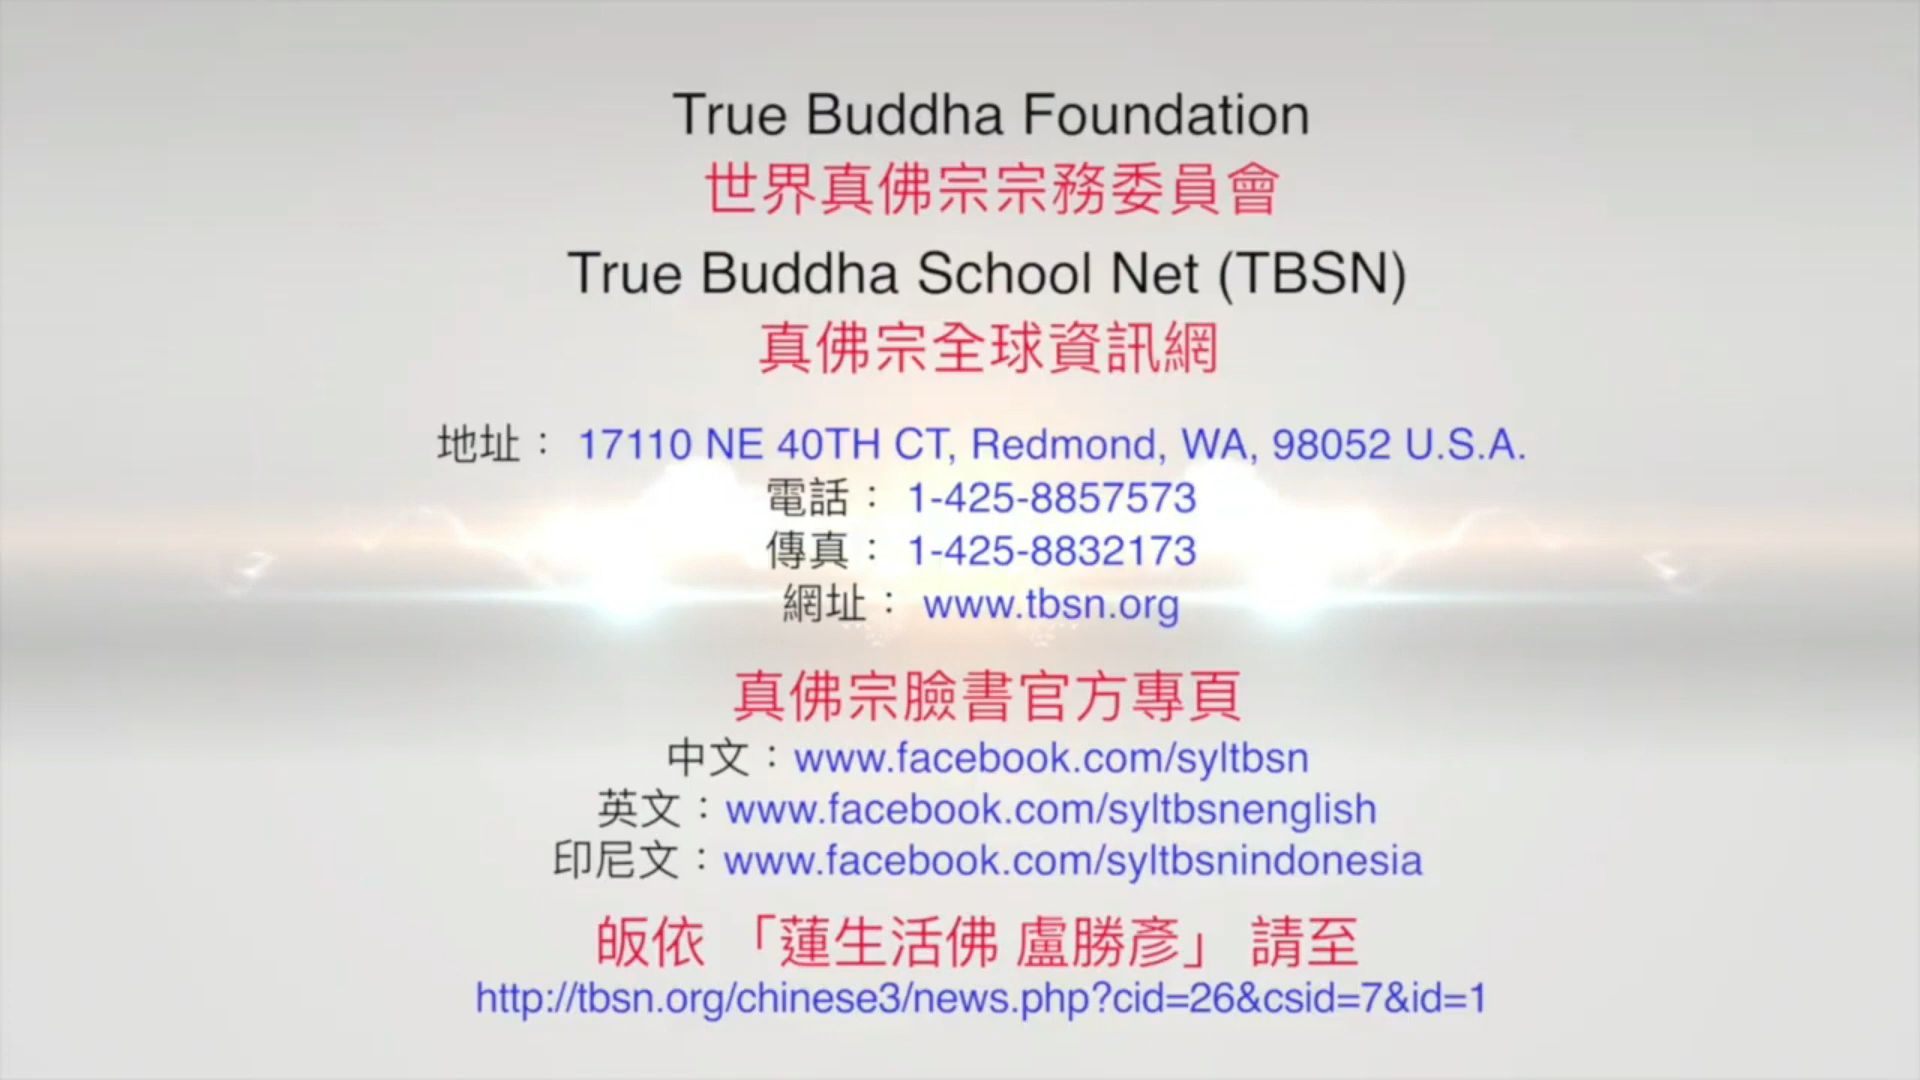 True Buddha Foundation
世界真佛宗宗務委員會
True Buddha School Net (TBSN)
真佛宗全球資訊網
地址： 17110 NE 40TH CT, Redmond, WA, 98052 U.S.A.
電話： 1-425-8857573
傳真： 1-425-8832173
網址： www.tbsn.org
真佛宗臉書官方專頁
中文：www.facebook.com/syltbsn
英文：www.facebook.com/syltbsnenglish
印尼文：www.facebook.com/syltbsnindonesia
皈依 「蓮生活佛 盧勝彥」 請至
http://tbsn.org/chinese3/news.php?cid=26&csid=7&id=1